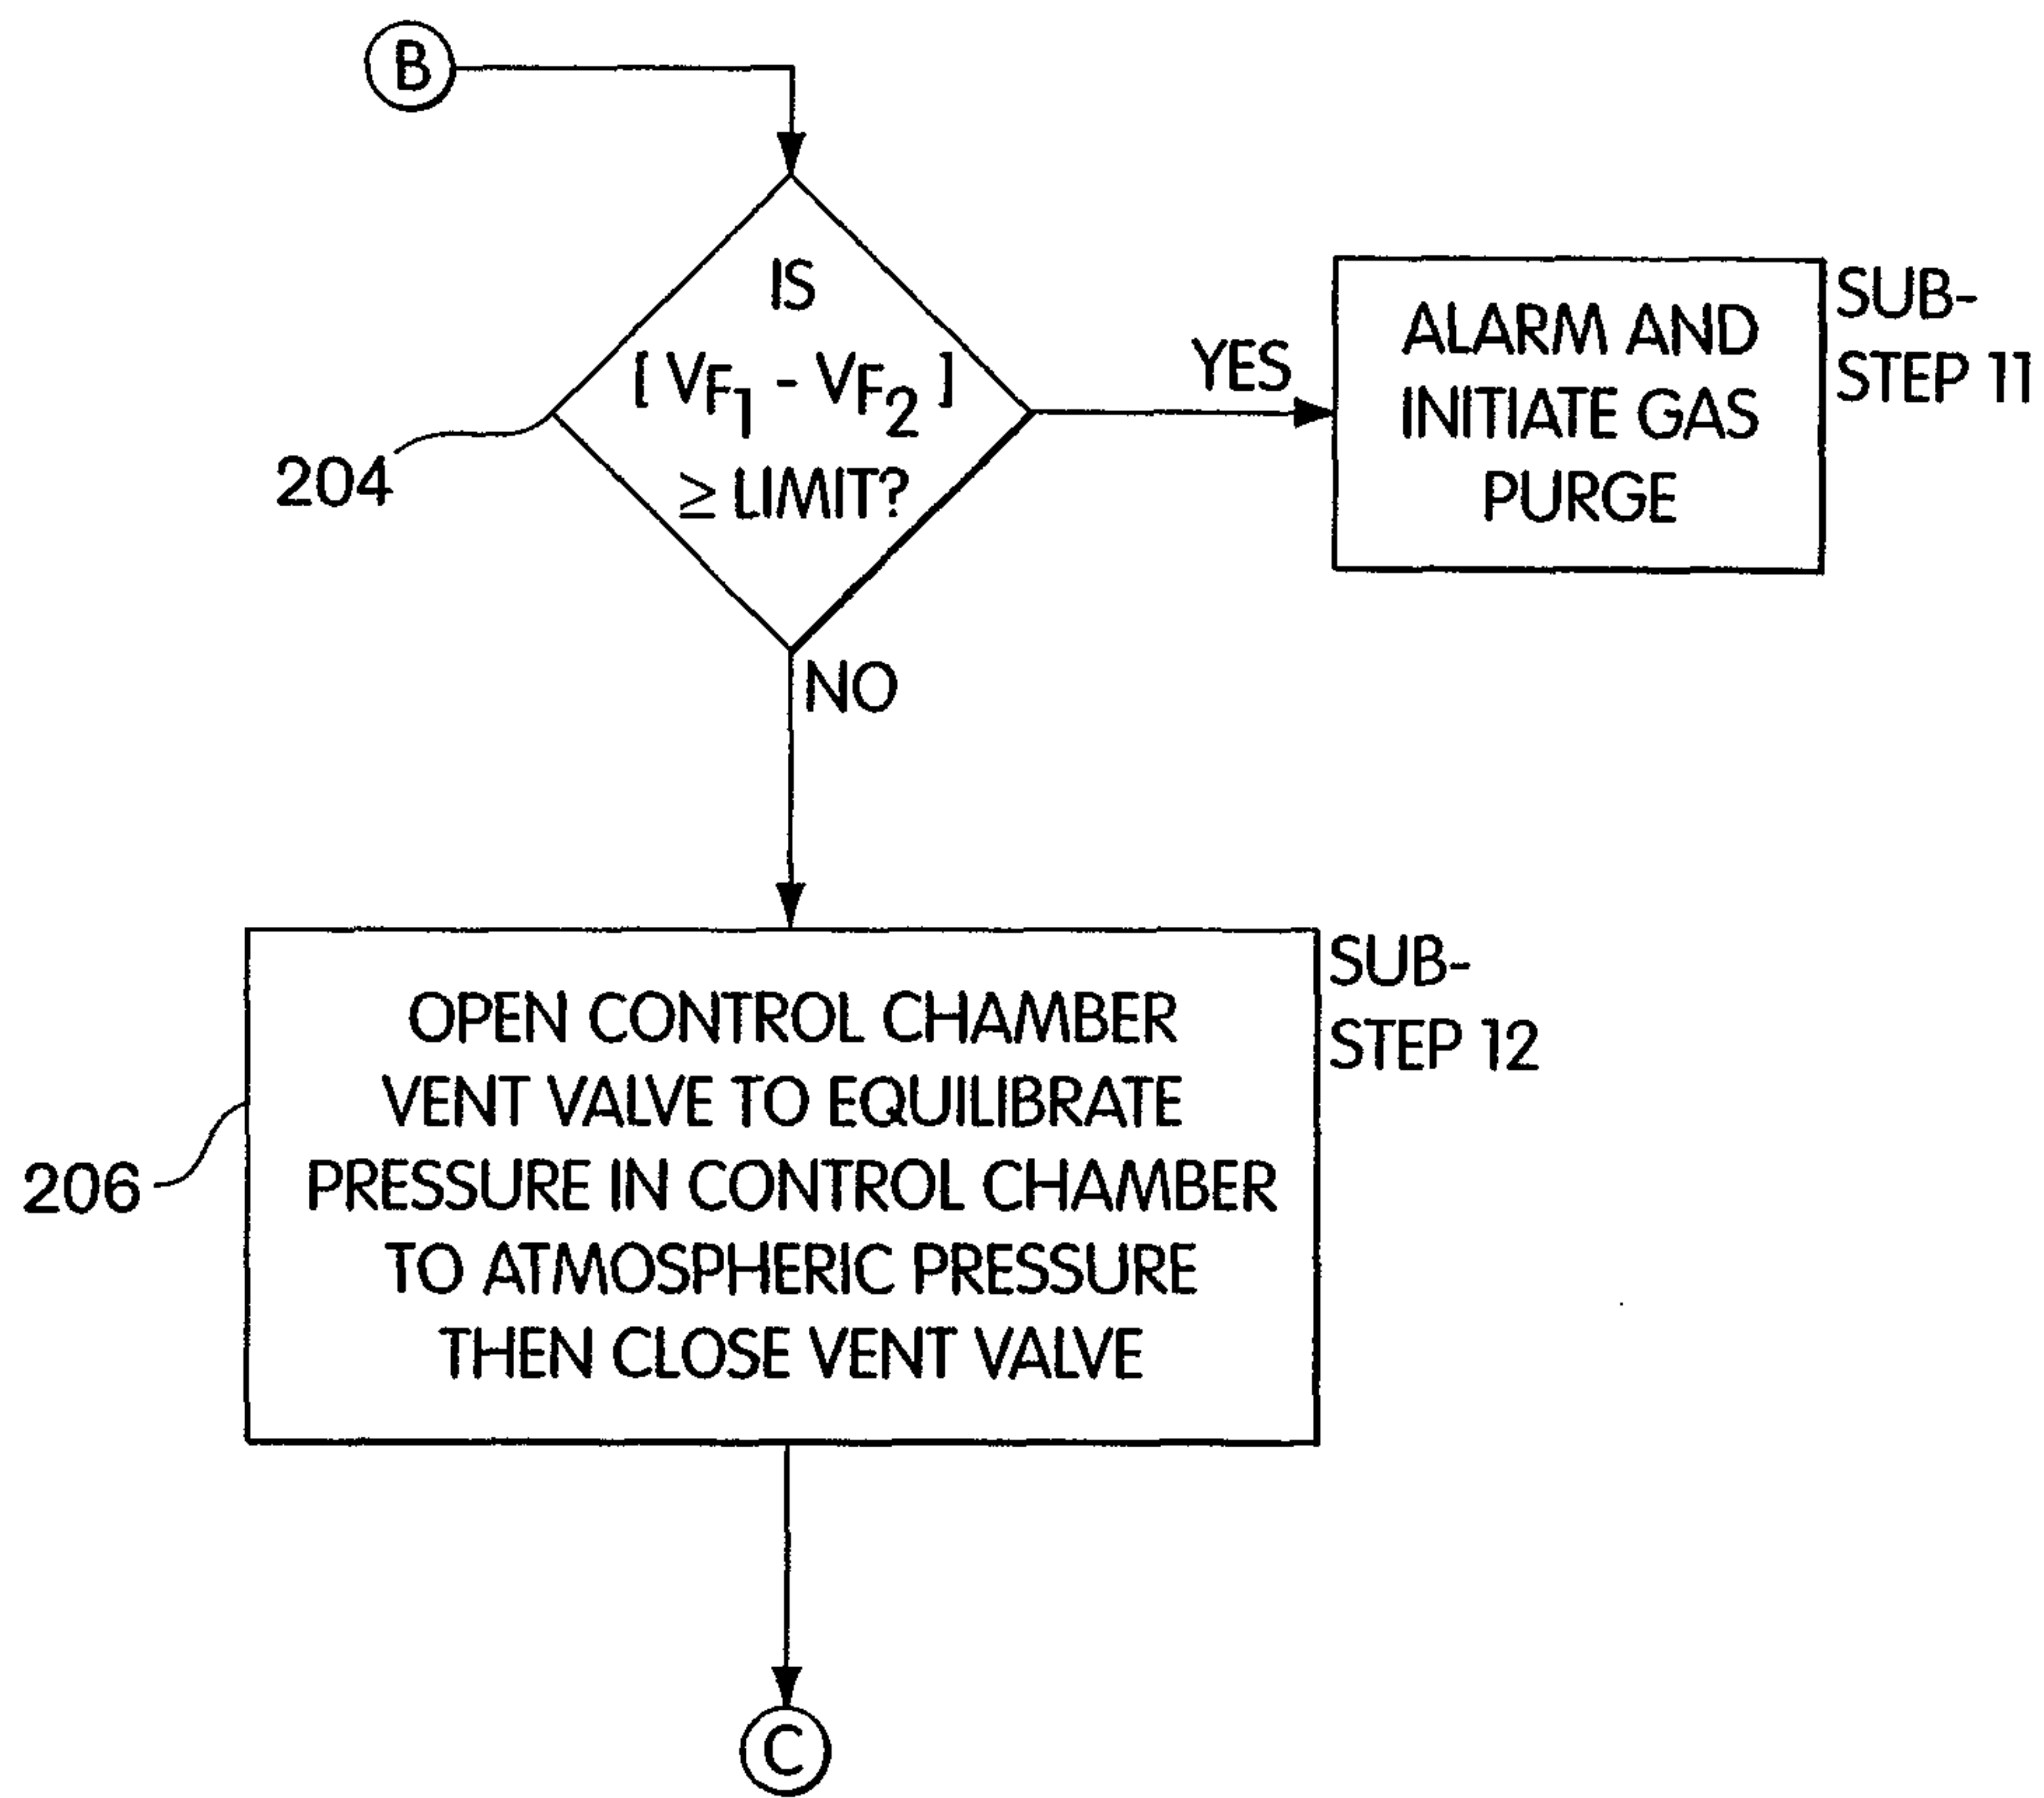 B
IS
[ VF1 - VF2 ]
≥ LIMIT?
204
YES
ALARM AND
INITIATE GAS
PURGE
SUB-
STEP 11
NO
OPEN CONTROL CHAMBER
VENT VALVE TO EQUILIBRATE
PRESSURE IN CONTROL CHAMBER
TO ATMOSPHERIC PRESSURE
THEN CLOSE VENT VALVE
SUB-
STEP 12
206
C